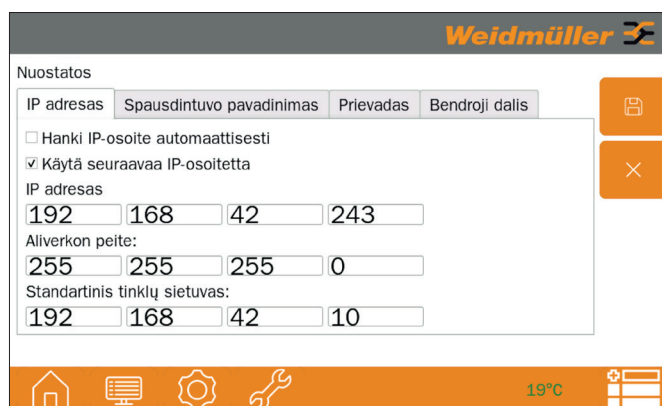 Weidmüller
Nuostatos
IP adresas Spausdintuvo pavadinimas Prievadas Bendroji dalis
Hanki IP-osoite automaattisesti
Käytä seuraavaa IP-osoitetta
IP adresas
192 168 42 243
Aliverkon peite:
255 255 255 0
Standartinis tinklų sietuvas:
192 168 42 10
19°C